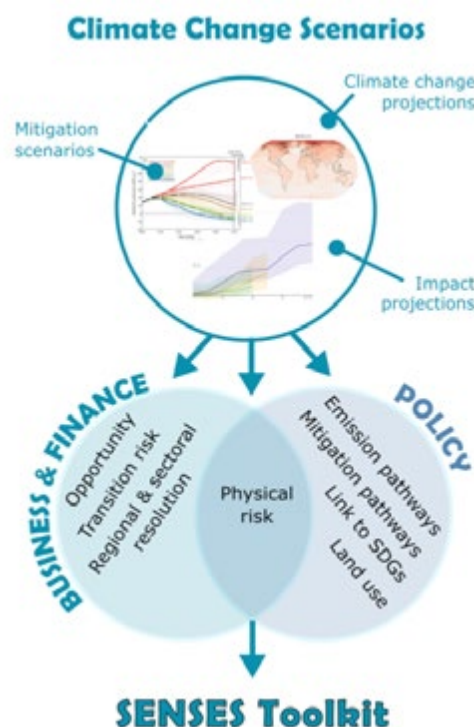 Climate Change Scenarios
Climate change
projections
Mitigation
scenarios
Impact
projections
BUSINESS & FINANCE
POLICY
Opportunity
Transition risk
Regional & sectoral
resolution
Physical
risk
Emission pathways
Mitigation pathways
Link to SDGs
Land use
SENSES Toolkit